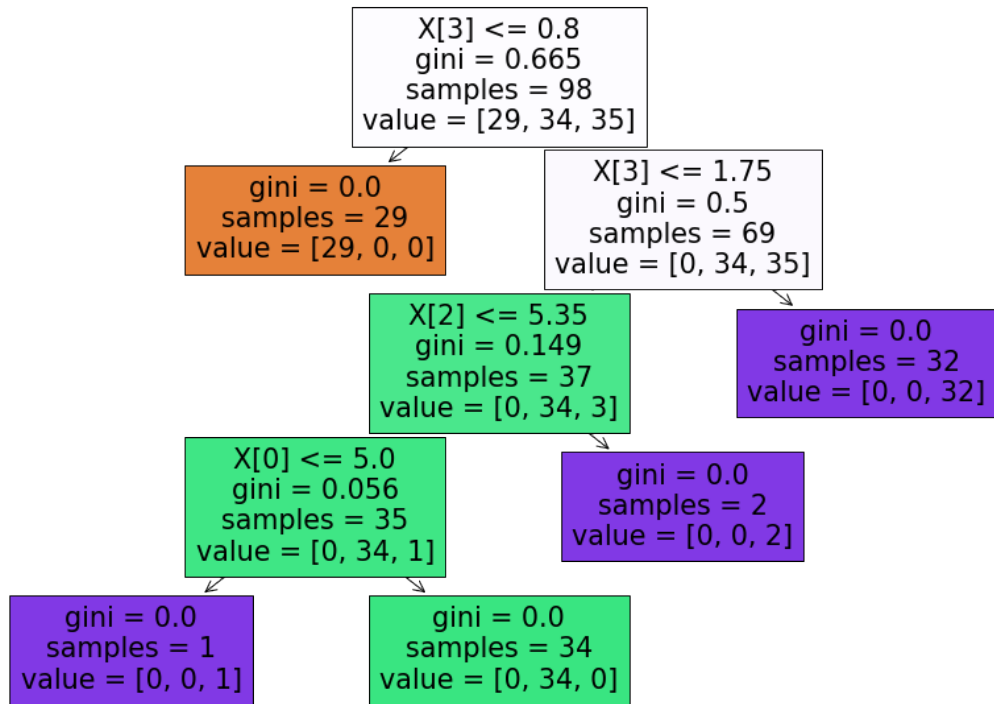 X[3] <= 0.8
gini = 0.665
samples = 98
value = [29, 34, 35]
gini = 0.0
samples = 29
value = [29, 0, 0]
X[3] <= 1.75
gini = 0.5
samples = 69
value = [0, 34, 35]
X[2] <= 5.35
gini = 0.149
samples = 37
value = [0, 34, 3]
gini = 0.0
samples = 32
value = [0, 0, 32]
X[0] <= 5.0
gini = 0.056
samples = 35
value = [0, 34, 1]
gini = 0.0
samples = 2
value = [0, 0, 2]
gini = 0.0
samples = 1
value = [0, 0, 1]
gini = 0.0
samples = 34
value = [0, 34, 0]